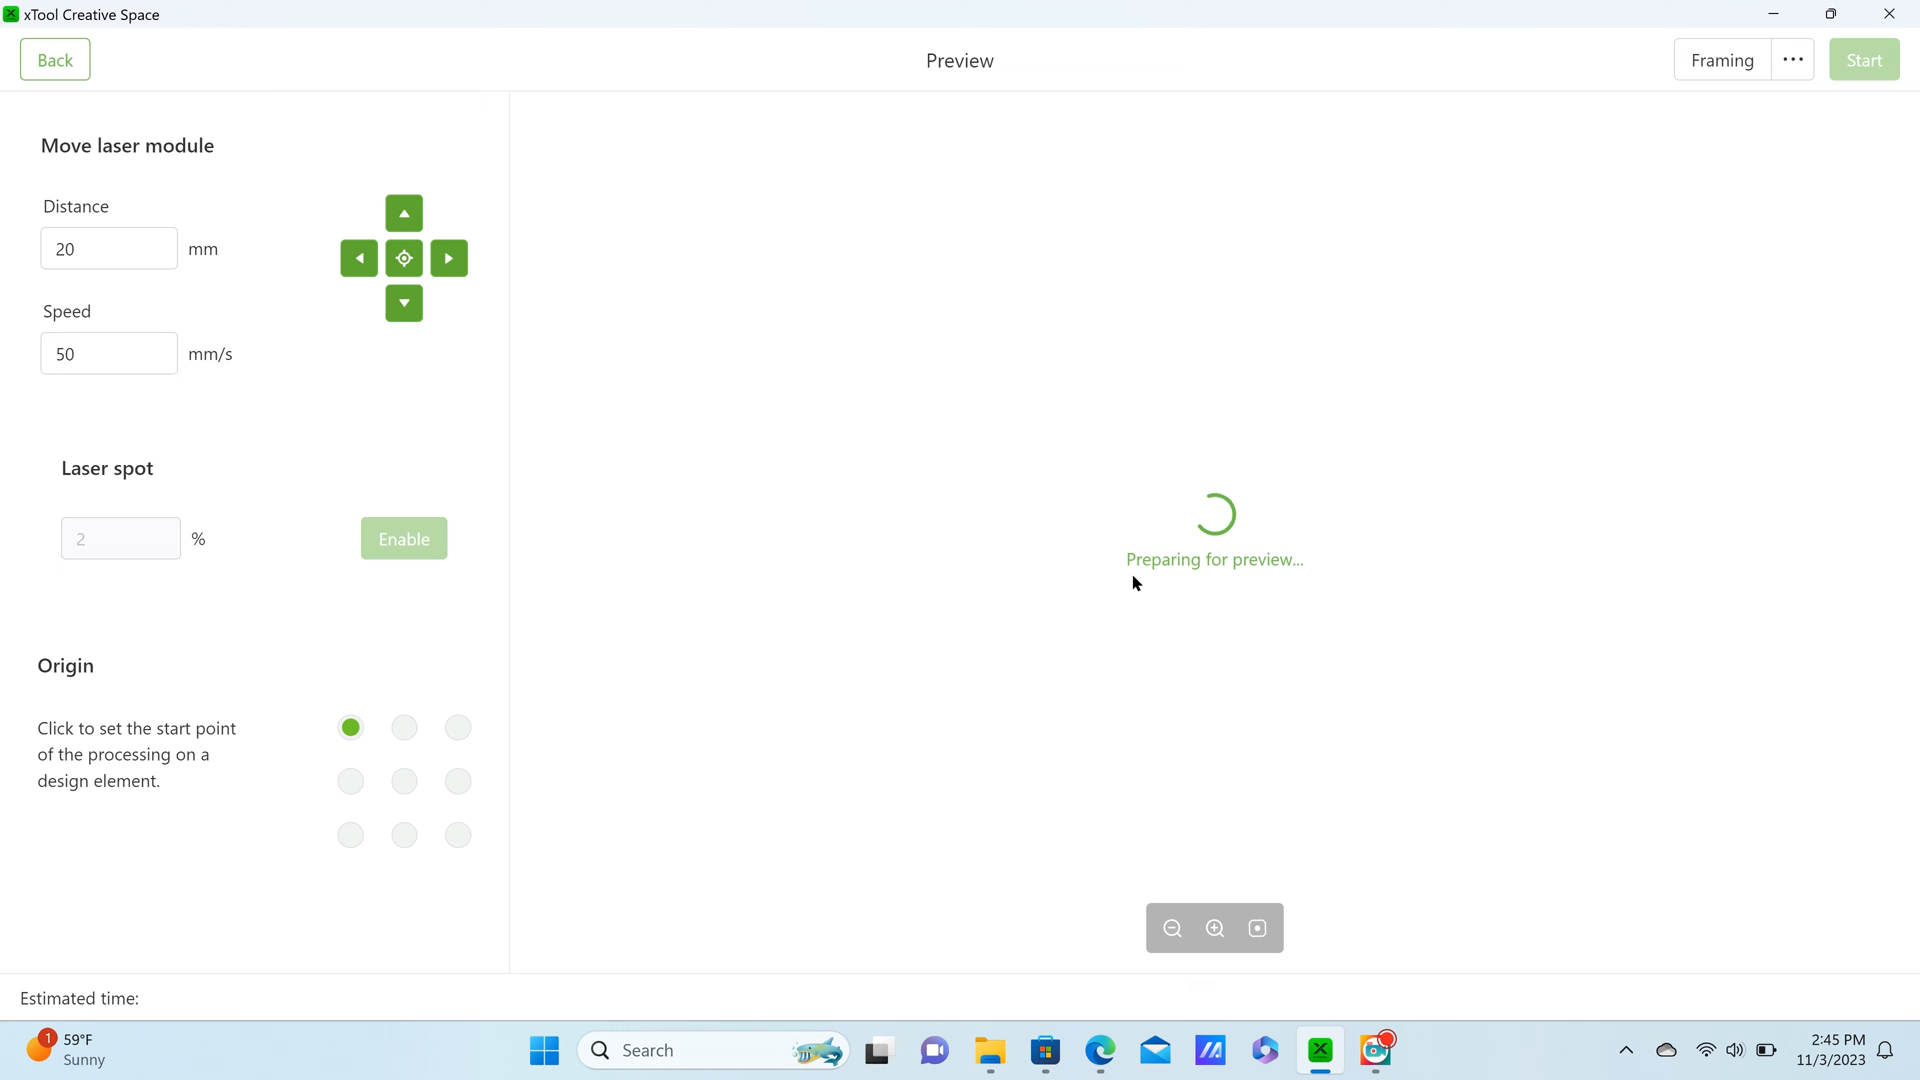 xTool Creative Space
Back
Preview
Framing
Start
Move laser module
Distance
20 mm
Speed
50 mm/s
Laser spot
2 %
Enable
Origin
Click to set the start point
of the processing on a
design element.
Preparing for preview...
Estimated time:
1
59°F
Sunny
Search
2:45 PM
11/3/2023